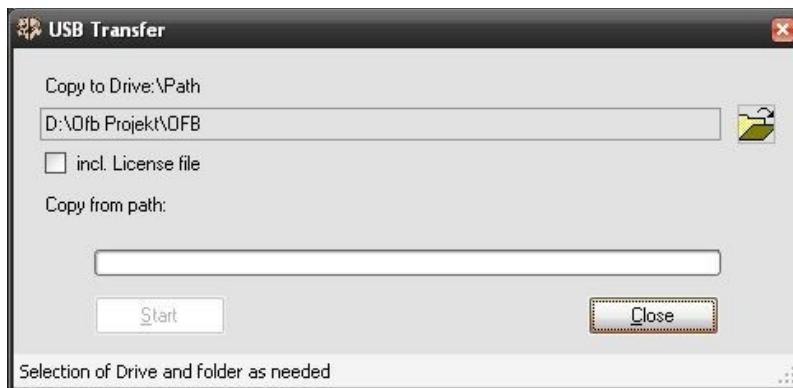 USB Transfer
Copy to Drive:\Path
D:\Ofb Projekt\OFB
incl. License file
Copy from path:
Start
Close
Selection of Drive and folder as needed